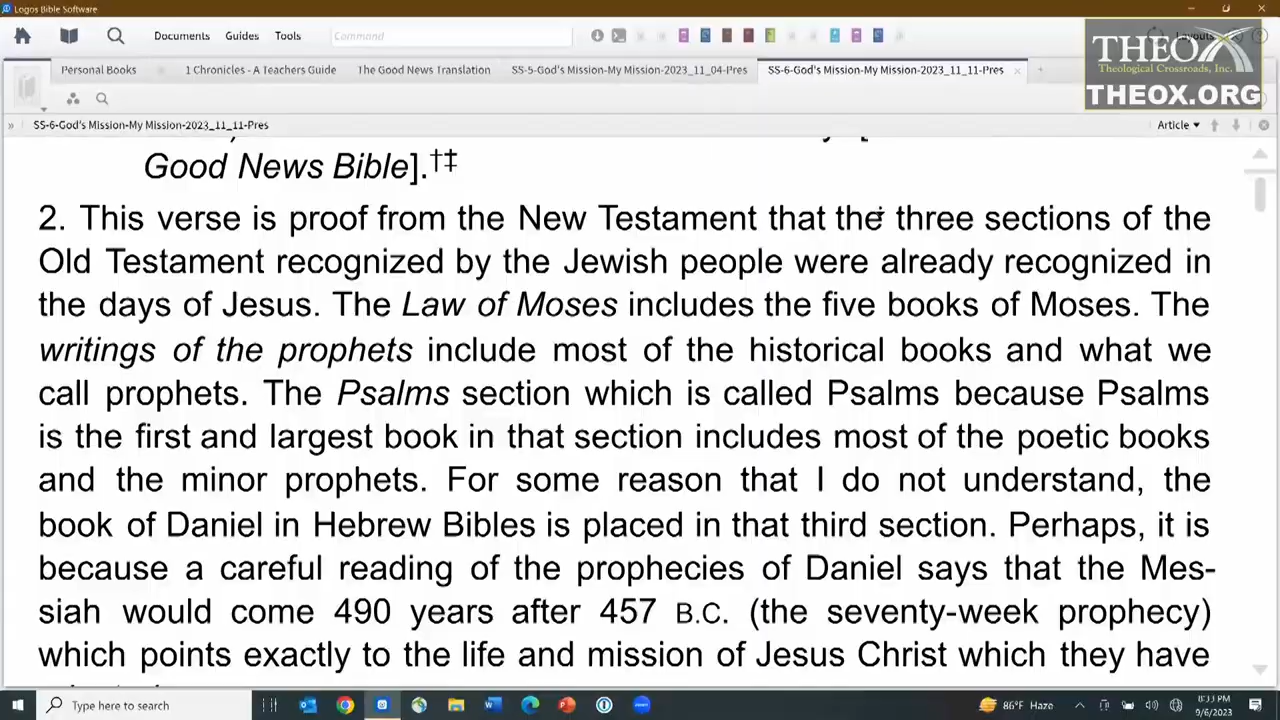 Logos Bible Software
Documents Guides Tools Command Layouts
THEOX
Theological Crossroads, Inc.
THEOX.ORG
Personal Books 1 Chronicles - A Teachers Guide The Good News SS-5-God's Mission-My Mission-2023_11_04-Pres SS-6-God's Mission-My Mission-2023_11_11-Pres
SS-6-God's Mission-My Mission-2023_11_11-Pres Article
Good News Bible].†‡
2. This verse is proof from the New Testament that the three sections of the
Old Testament recognized by the Jewish people were already recognized in
the days of Jesus. The Law of Moses includes the five books of Moses. The
writings of the prophets include most of the historical books and what we
call prophets. The Psalms section which is called Psalms because Psalms
is the first and largest book in that section includes most of the poetic books
and the minor prophets. For some reason that I do not understand, the
book of Daniel in Hebrew Bibles is placed in that third section. Perhaps, it is
because a careful reading of the prophecies of Daniel says that the Mes-
siah would come 490 years after 457 B.C. (the seventy-week prophecy)
which points exactly to the life and mission of Jesus Christ which they have
Type here to search 86°F Haze 8:33 PM
9/6/2023